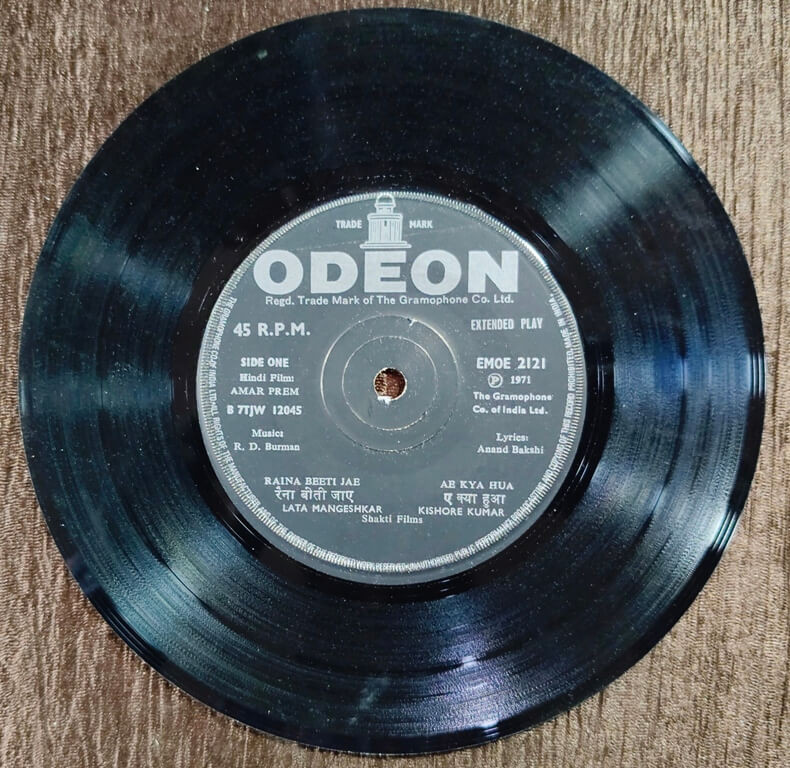 TRADE MARK
ODEON
Regd. Trade Mark of The Gramophone Co. Ltd.
45 R.P.M.
EXTENDED PLAY
SIDE ONE
Hindi Film:
AMAR PREM
B 7TJW 12045
EMOE 2121
Ⓟ 1971
The Gramophone
Co. of India Ltd.
Music:
R. D. Burman
Lyrics:
Anand Bakshi
RAINA BEETI JAE
रैना बीती जाए
LATA MANGESHKAR
AE KYA HUA
ए क्या हुआ
KISHORE KUMAR
Shakti Films